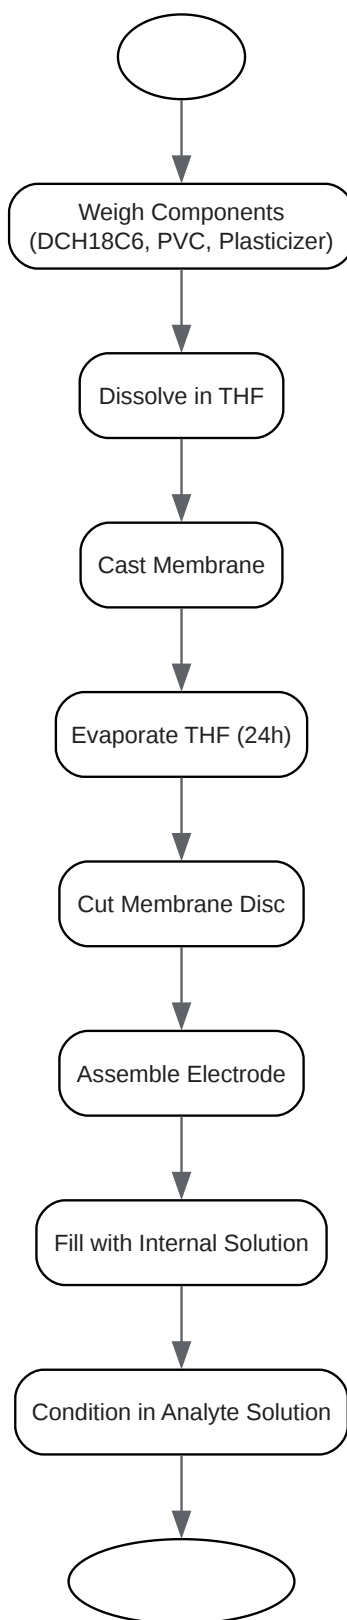 Weigh Components
(DCH18C6, PVC, Plasticizer)
Dissolve in THF
Cast Membrane
Evaporate THF (24h)
Cut Membrane Disc
Assemble Electrode
Fill with Internal Solution
Condition in Analyte Solution